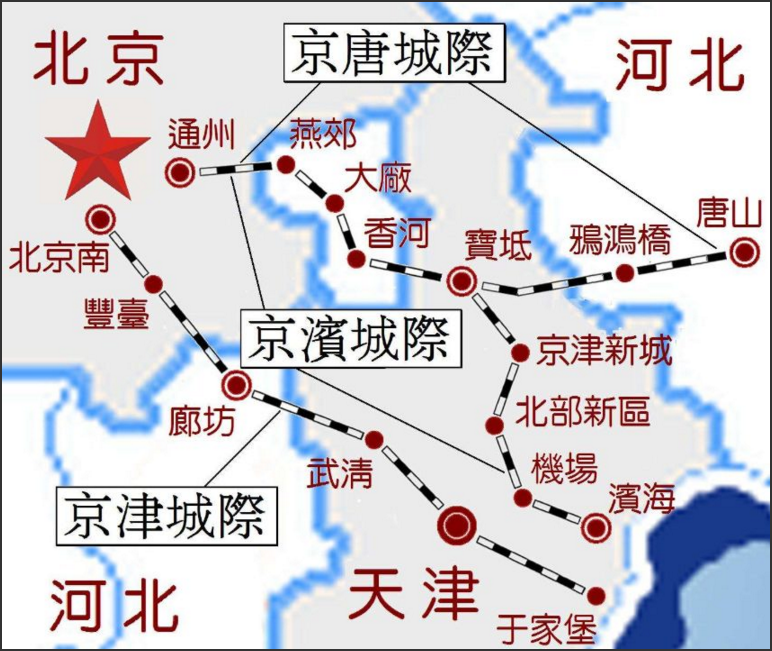 北京
京唐城際
河北
通州
燕郊
大廠
唐山
北京南
香河
寶坻
鴉鴻橋
豐臺
京濱城際
京津新城
廊坊
北部新區
武清
機場
濱海
京津城際
河北
天津
于家堡